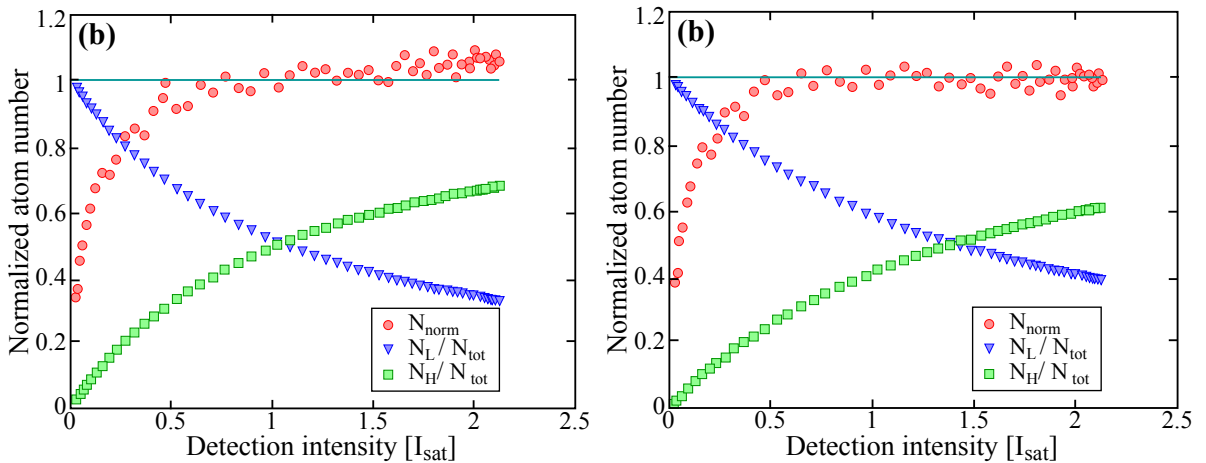 (b)
Normalized atom number
1.2
1
0.8
0.6
0.4
0.2
0
0
0.5
1
1.5
2
2.5
Detection intensity [I_sat]
N_norm
N_L / N_tot
N_H / N_tot
(b)
Normalized atom number
1.2
1
0.8
0.6
0.4
0.2
0
0
0.5
1
1.5
2
2.5
Detection intensity [I_sat]
N_norm
N_L / N_tot
N_H / N_tot